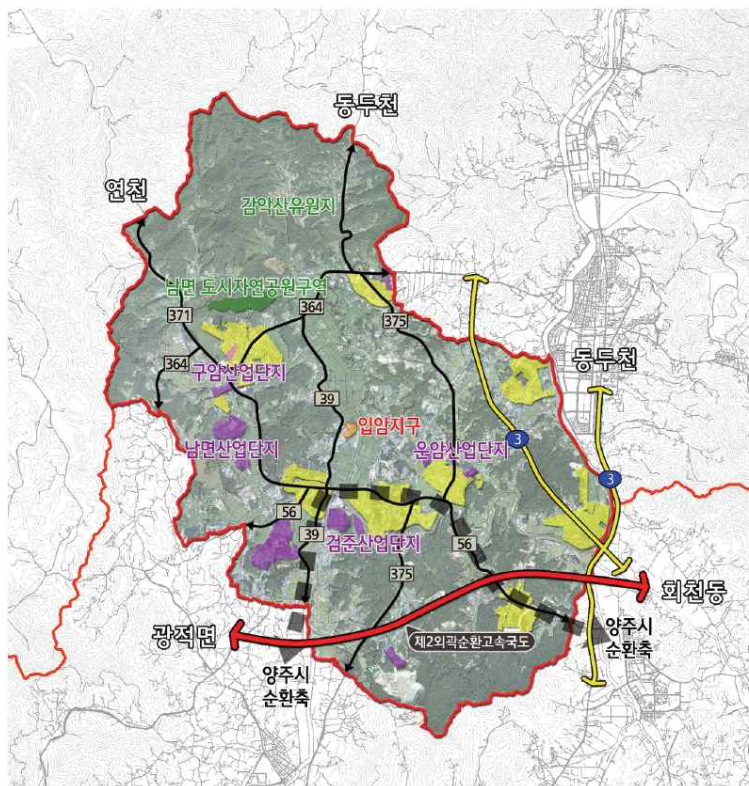 동두천
연천
감악산유원지
남면 도시자연공원구역
364
371
375
364
동두천
구암산업단지
39
입암지구
3
남면산업단지
운암산업단지
3
56
39
검준산업단지
56
375
회천동
광적면
제2외곽순환고속국도
양주시
순환축
양주시
순환축